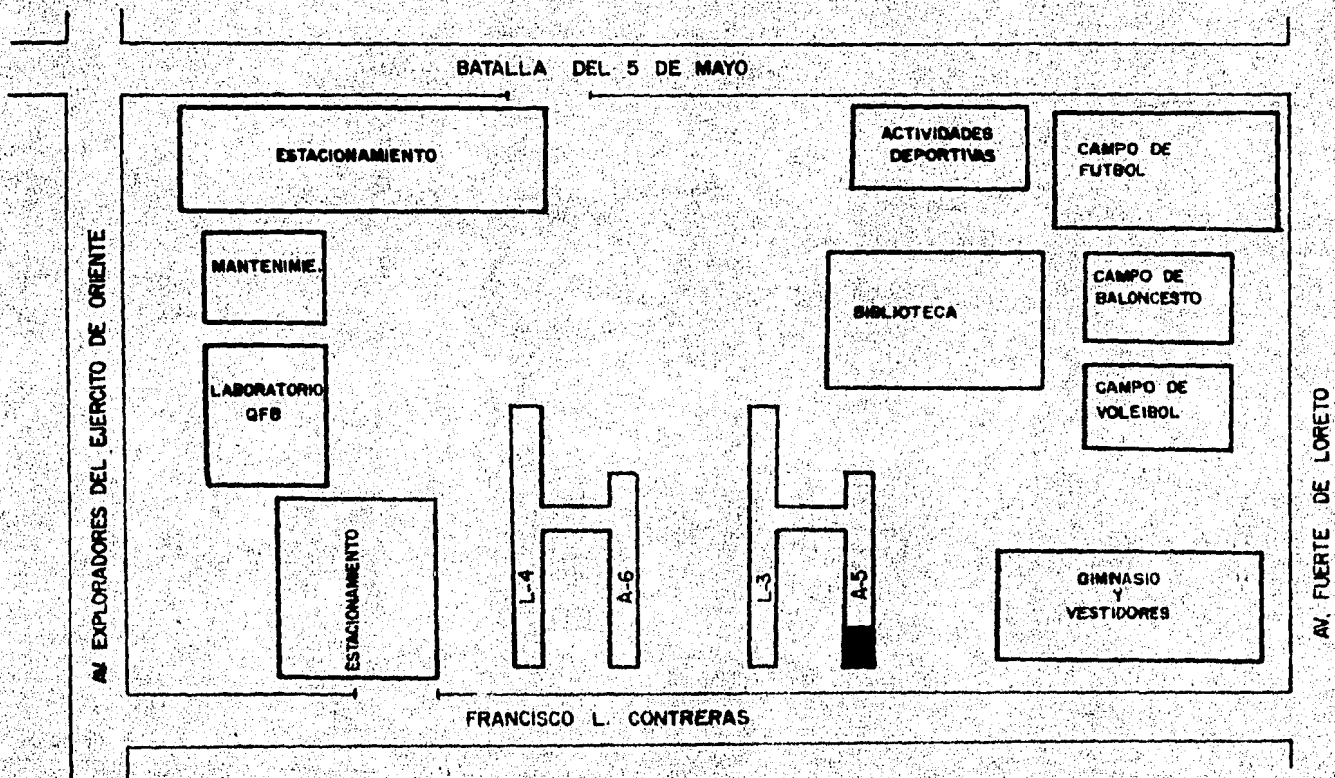 BATALLA DEL 5 DE MAYO
ESTACIONAMIENTO
ACTIVIDADES
DEPORTIVAS
CAMPO DE
FUTBOL
MANTENIMIE.
BIBLIOTECA
CAMPO DE
BALONCESTO
LABORATORIO
QFB
CAMPO DE
VOLEIBOL
AV EXPLORADORES DEL EJERCITO DE ORIENTE
AV. FUERTE DE LORETO
ESTACIONAMIENTO
L-4
A-6
L-3
A-5
GIMNASIO
Y
VESTIDORES
FRANCISCO L. CONTRERAS